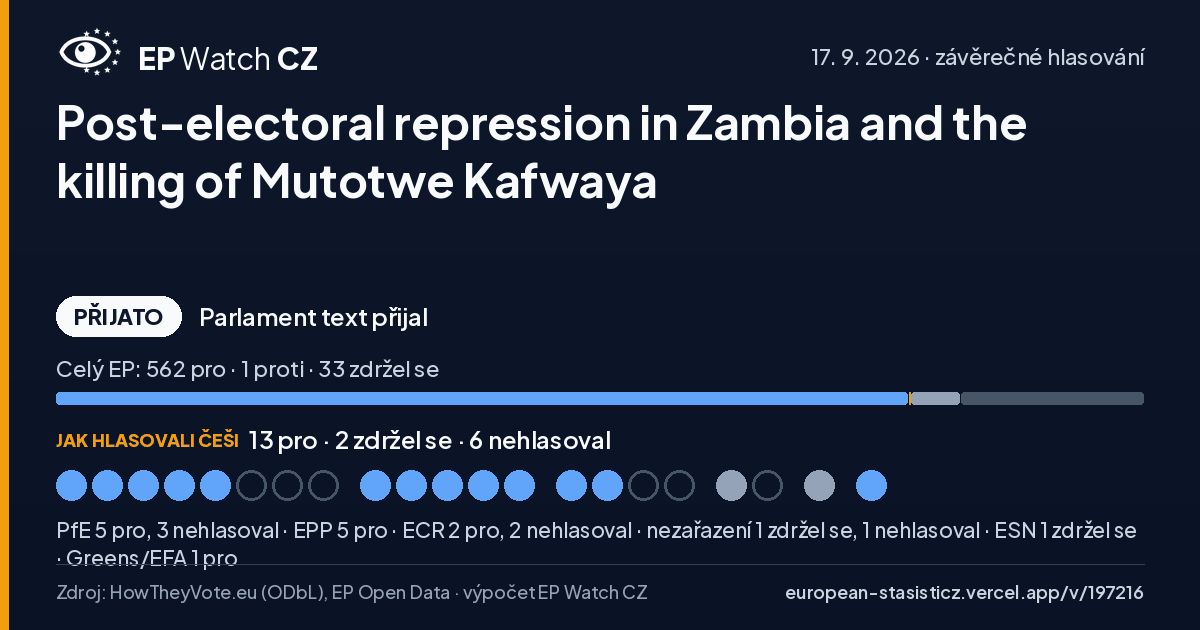 EP Watch CZ
17. 9. 2026 · závěrečné hlasování
Post-electoral repression in Zambia and the
killing of Mutotwe Kafwaya
PŘIJATO Parlament text přijal
Celý EP: 562 pro · 1 proti · 33 zdržel se
JAK HLASOVALI ČEŠI 13 pro · 2 zdržel se · 6 nehlasoval
PfE 5 pro, 3 nehlasoval · EPP 5 pro · ECR 2 pro, 2 nehlasoval · nezařazení 1 zdržel se, 1 nehlasoval · ESN 1 zdržel se
· Greens/EFA 1 pro
Zdroj: HowTheyVote.eu (ODbL), EP Open Data · výpočet EP Watch CZ
european-stasisticz.vercel.app/v/197216